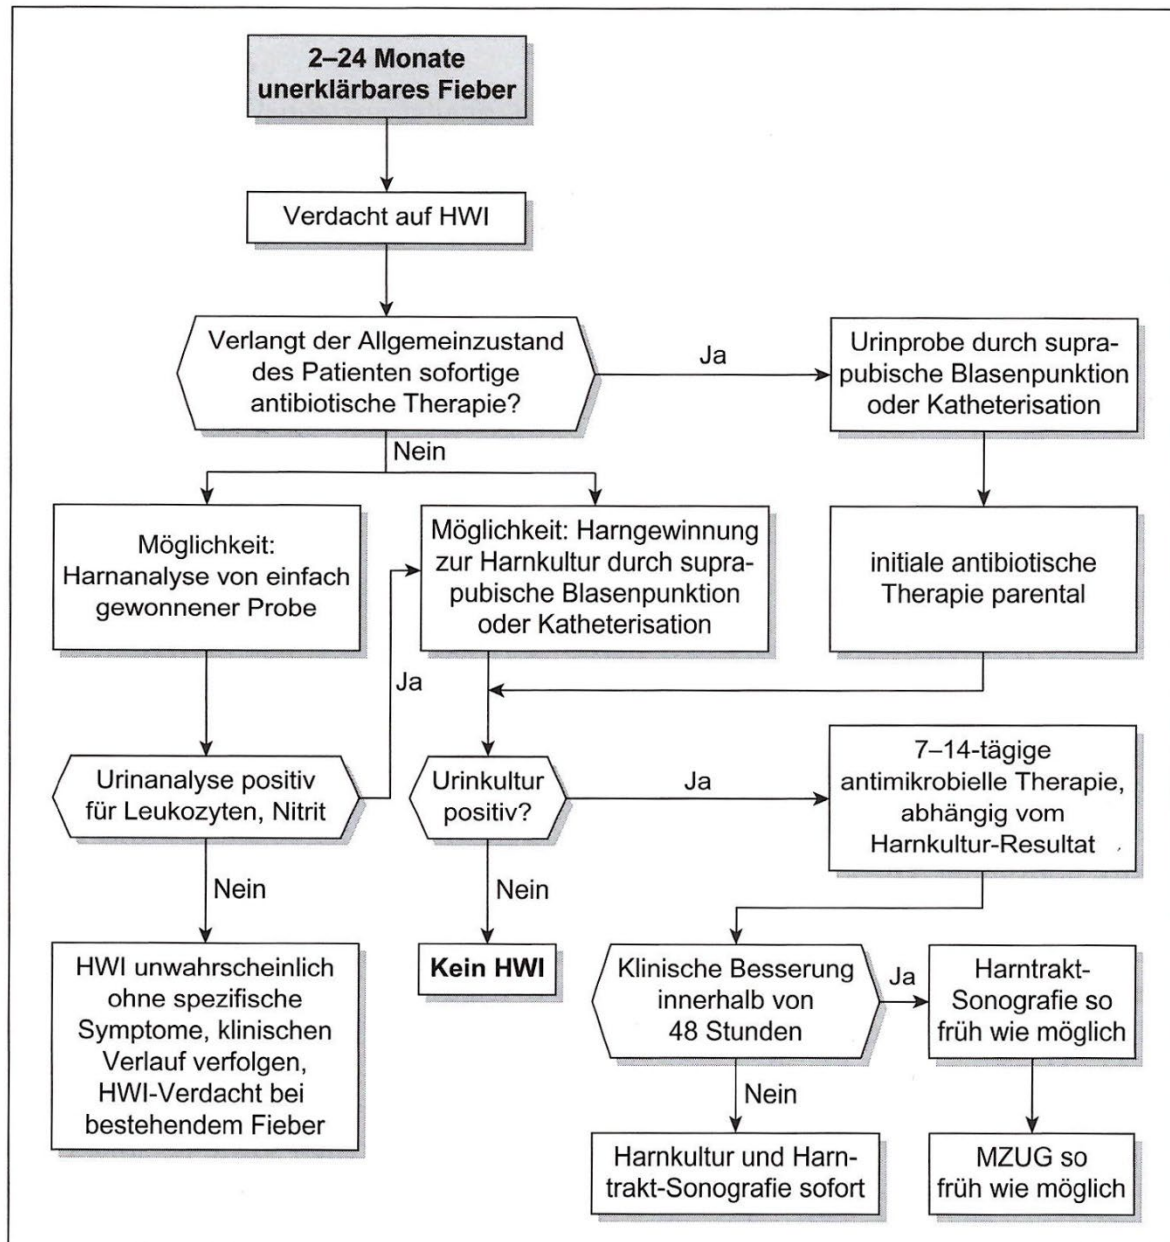 2–24 Monate
unerklärbares Fieber
Verdacht auf HWI
Verlangt der Allgemeinzustand
des Patienten sofortige
antibiotische Therapie?
Ja
Urinprobe durch supra-
pubische Blasenpunktion
oder Katheterisation
Nein
Möglichkeit:
Harnanalyse von einfach
gewonnener Probe
Möglichkeit: Harngewinnung
zur Harnkultur durch supra-
pubische Blasenpunktion
oder Katheterisation
initiale antibiotische
Therapie parental
Ja
Urinanalyse positiv
für Leukozyten, Nitrit
Urinkultur
positiv?
Ja
7–14-tägige
antimikrobielle Therapie,
abhängig vom
Harnkultur-Resultat
Nein
Nein
HWI unwahrscheinlich
ohne spezifische
Symptome, klinischen
Verlauf verfolgen,
HWI-Verdacht bei
bestehendem Fieber
Kein HWI
Klinische Besserung
innerhalb von
48 Stunden
Ja
Harntrakt-
Sonografie so
früh wie möglich
Nein
Harnkultur und Harn-
trakt-Sonografie sofort
MZUG so
früh wie möglich